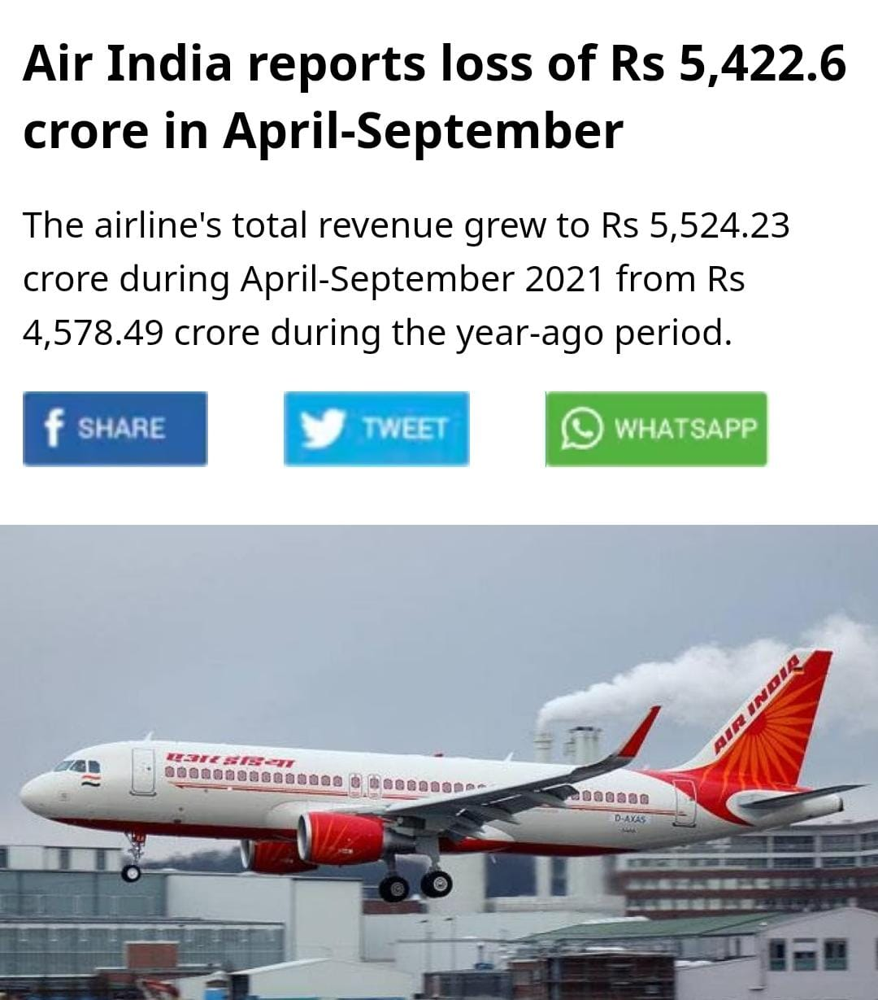 Air India reports loss of Rs 5,422.6
crore in April-September
The airline's total revenue grew to Rs 5,524.23
crore during April-September 2021 from Rs
4,578.49 crore during the year-ago period.
f SHARE
TWEET
WHATSAPP
AIR INDIA
एअर इंडिया
D-AXAS